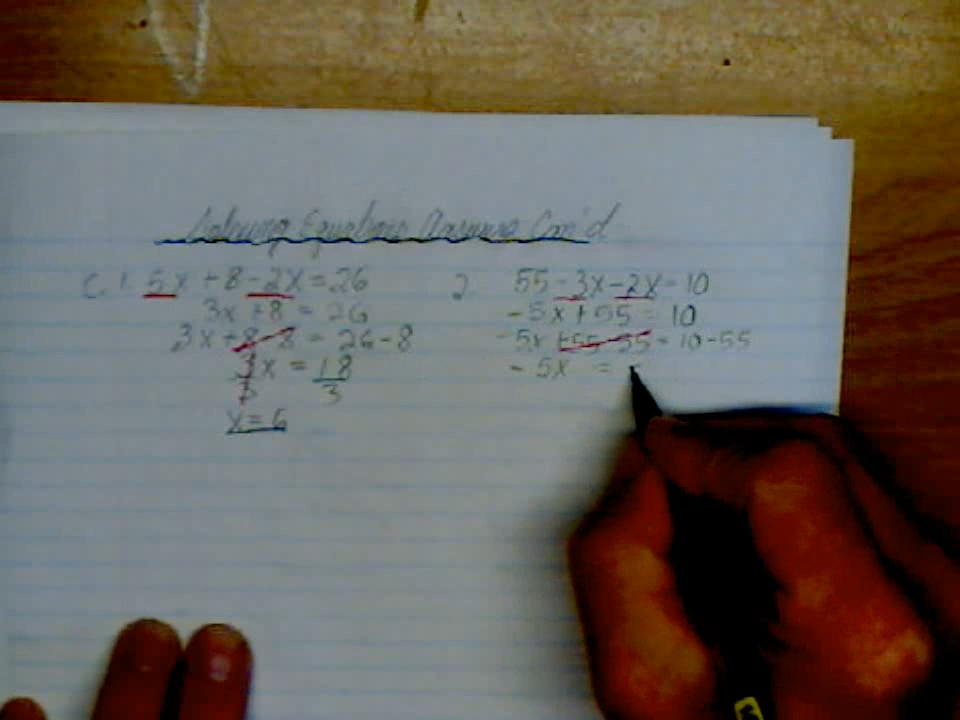 Solving Equations Answers Con'd
C. 1. 5x + 8 - 2x = 26
3x + 8 = 26
3x + 8 - 8 = 26 - 8
3x = 18
3 3
x = 6
2. 55 - 3x - 2x = 10
- 5x + 55 = 10
- 5x + 55 - 55 = 10 - 55
- 5x =